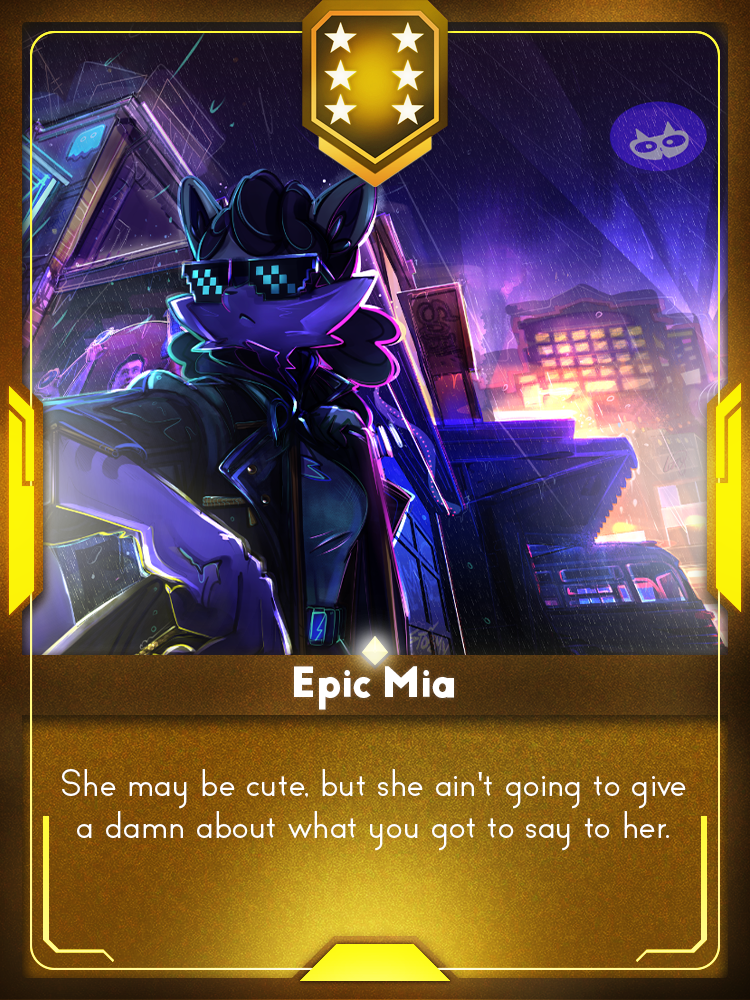 Epic Mia
She may be cute, but she ain't going to give
a damn about what you got to say to her.